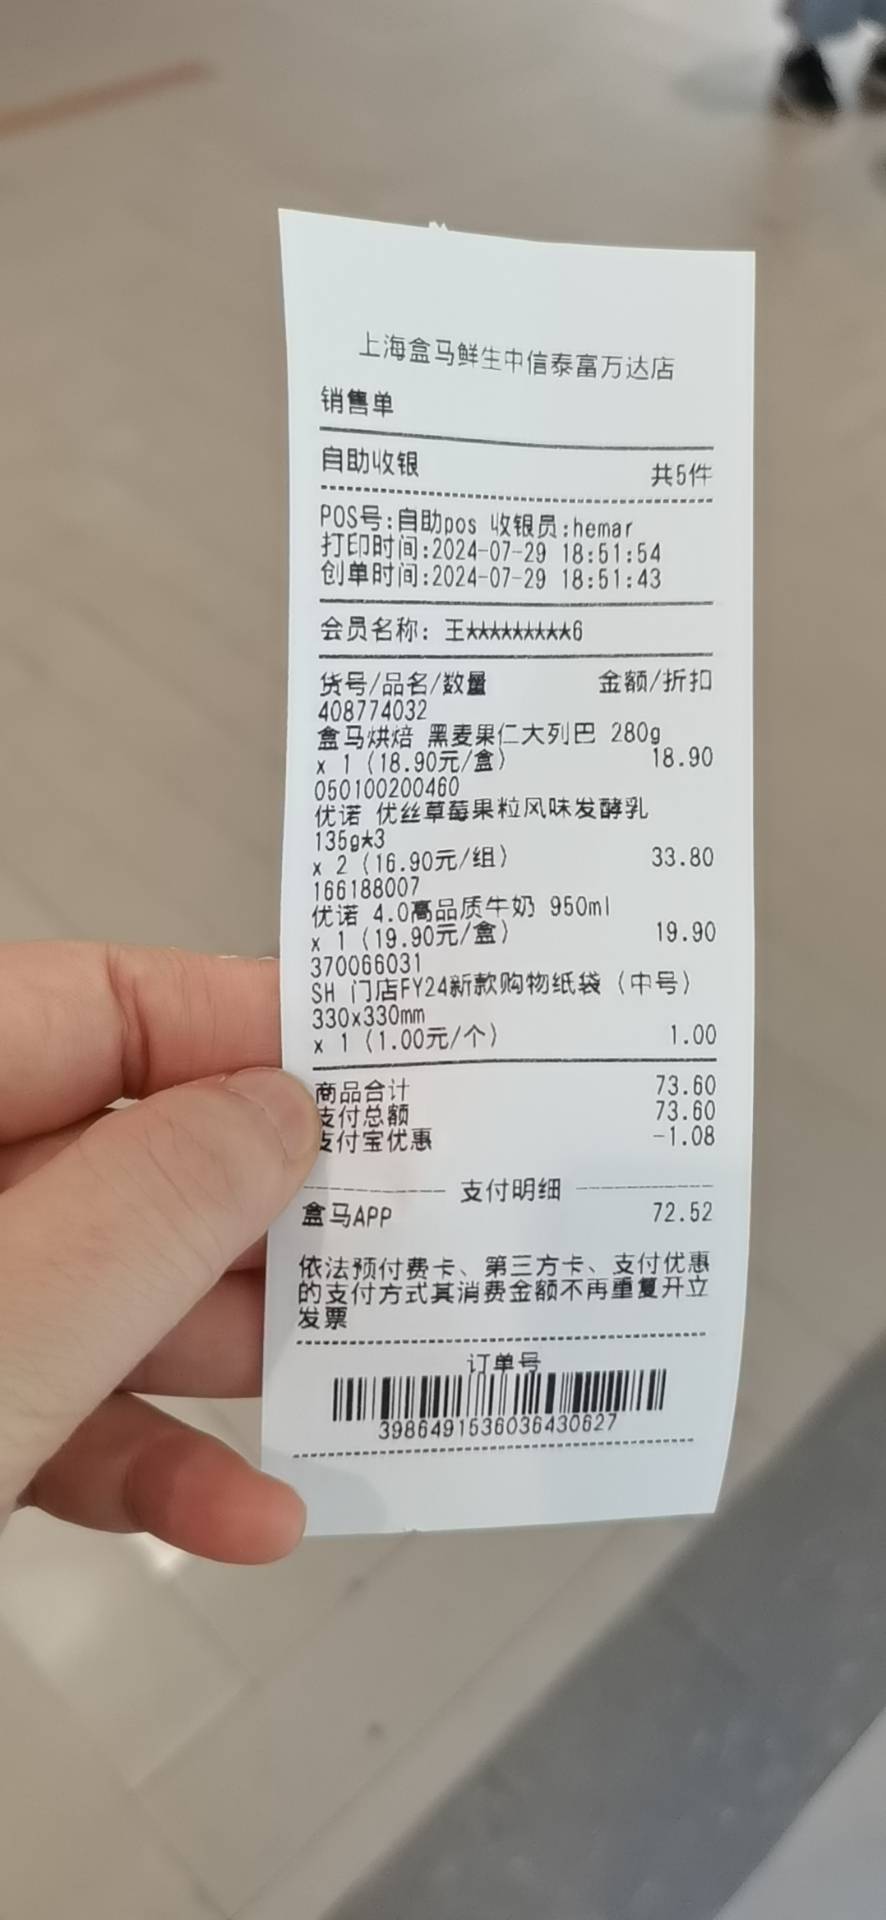 上海盒马鲜生中信泰富万达店
销售单
自助收银 共5件
POS号:自助pos 收银员:hemar
打印时间:2024-07-29 18:51:54
创单时间:2024-07-29 18:51:43
会员名称: 王*********6
货号/品名/数量 金额/折扣
408774032
盒马烘焙 黑麦果仁大列巴 280g
x 1 (18.90元/盒) 18.90
050100200460
优诺 优丝草莓果粒风味发酵乳
135g*3
x 2 (16.90元/组) 33.80
166188007
优诺 4.0高品质牛奶 950ml
x 1 (19.90元/盒) 19.90
370066031
SH 门店FY24新款购物纸袋（中号）
330x330mm
x 1 (1.00元/个) 1.00
商品合计 73.60
支付总额 73.60
支付宝优惠 -1.08
支付明细
盒马APP 72.52
依法预付费卡、第三方卡、支付优惠
的支付方式其消费金额不再重复开立
发票
订单号
3986491536036430627